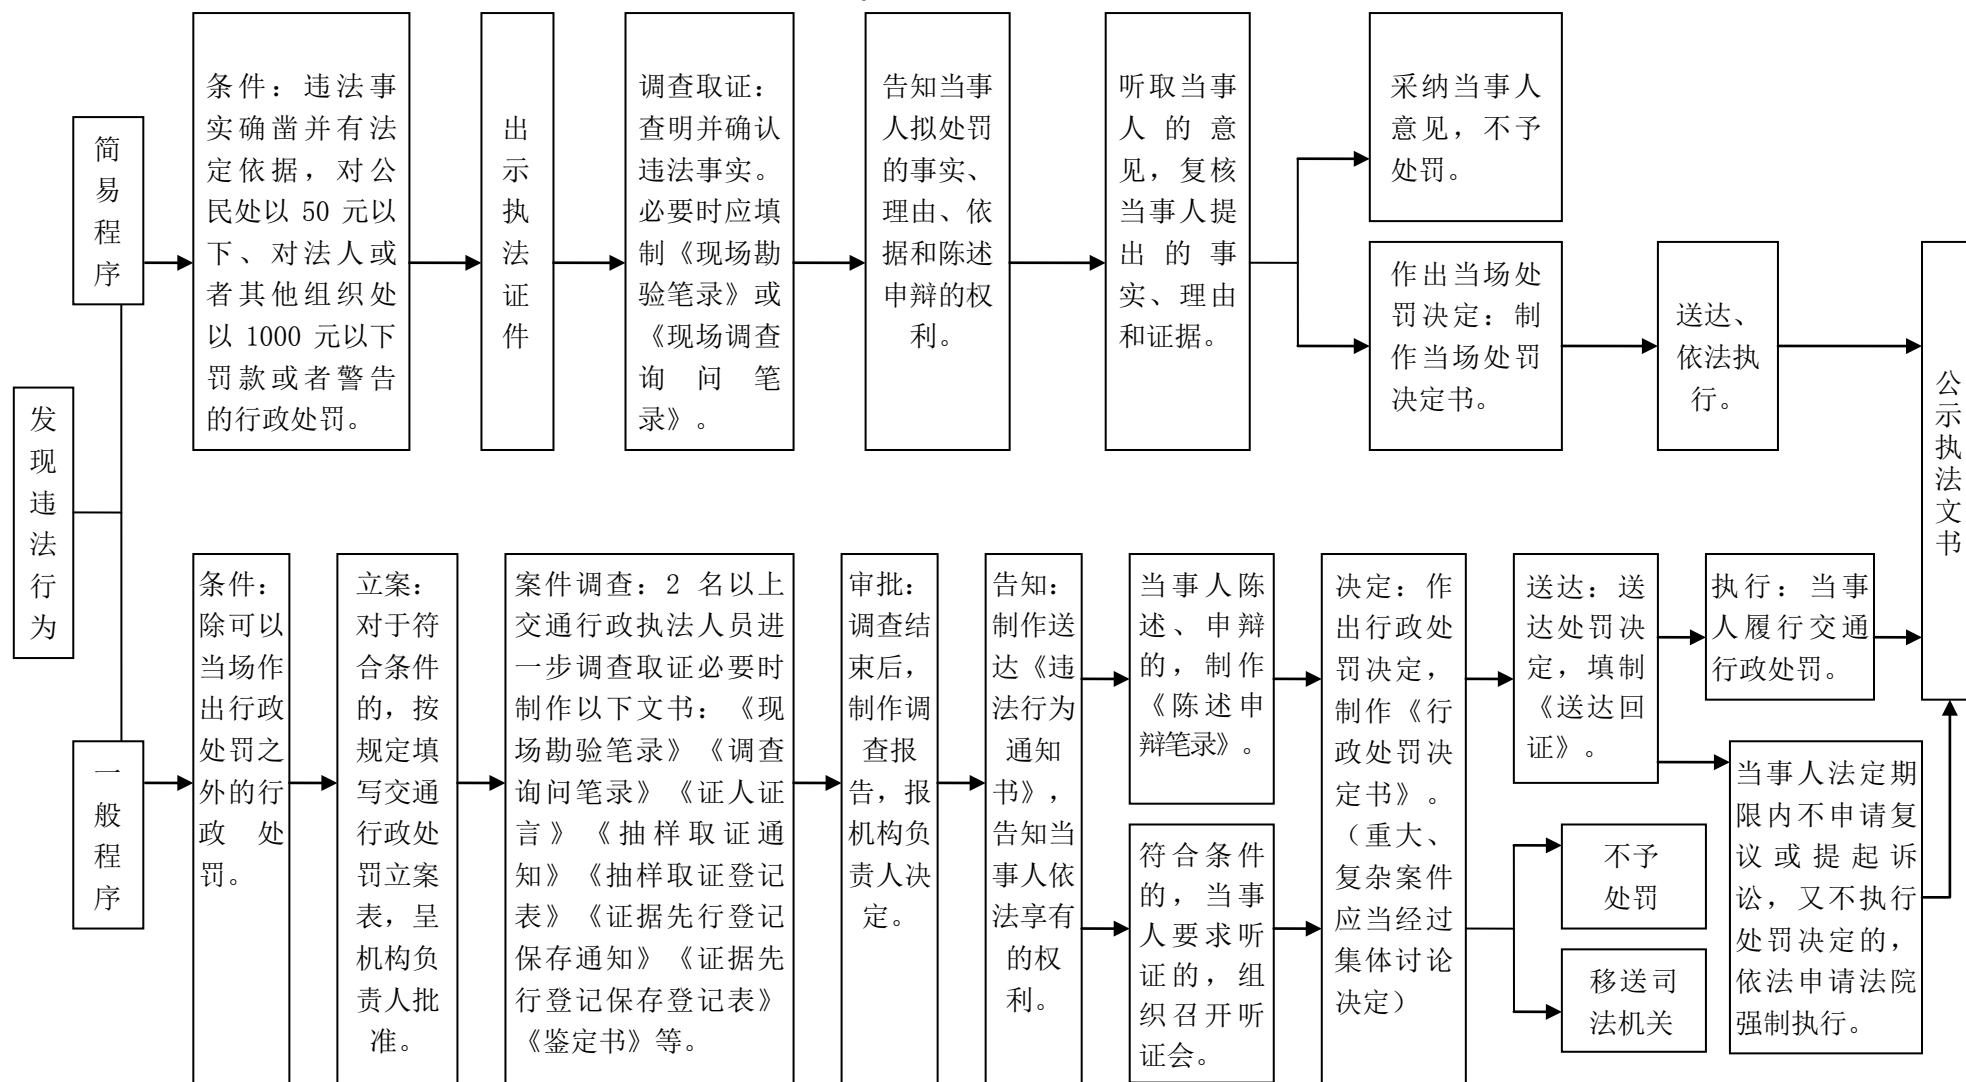 发
现
违
法
行
为
简
易
程
序
条件：违法事
实确凿并有法
定依据，对公
民处以 50 元以
下、对法人或
者其他组织处
以 1000 元以下
罚款或者警告
的行政处罚。
出
示
执
法
证
件
调查取证：
查明并确认
违法事实。
必要时应填
制《现场勘
验笔录》或
《现场调查
询问笔
录》。
告知当事
人拟处罚
的事实、
理由、依
据和陈述
申辩的权
利。
听取当事
人的意
见，复核
当事人提
出的事
实、理由
和证据。
采纳当事人
意见，不予
处罚。
作出当场处
罚决定：制
作当场处罚
决定书。
送达、
依法执
行。
公
示
执
法
文
书
一
般
程
序
条件：
除可以
当场作
出行政
处罚之
外的行
政处
罚。
立案：
对于符
合条件
的，按
规定填
写交通
行政处
罚立案
表，呈
机构负
责人批
准。
案件调查：2 名以上
交通行政执法人员进
一步调查取证必要时
制作以下文书：《现
场勘验笔录》《调查
询问笔录》《证人证
言》《抽样取证通
知》《抽样取证登记
表》《证据先行登记
保存通知》《证据先
行登记保存登记表》
《鉴定书》等。
审批：
调查结
束后，
制作调
查报
告，报
机构负
责人决
定。
告知：
制作送
达《违
法行为
通知
书》，
告知当
事人依
法享有
的权
利。
当事人陈
述、申辩
的，制作
《陈述申
辩笔录》。
符合条件
的，当事
人要求听
证的，组
织召开听
证会。
决定：作
出行政处
罚决定，
制作《行
政处罚决
定书》。
（重大、
复杂案件
应当经过
集体讨论
决定）
送达：送
达处罚决
定，填制
《送达回
证》。
执行：当事
人履行交通
行政处罚。
不予
处罚
移送司
法机关
当事人法定期
限内不申请复
议或提起诉
讼，又不执行
处罚决定的，
依法申请法院
强制执行。